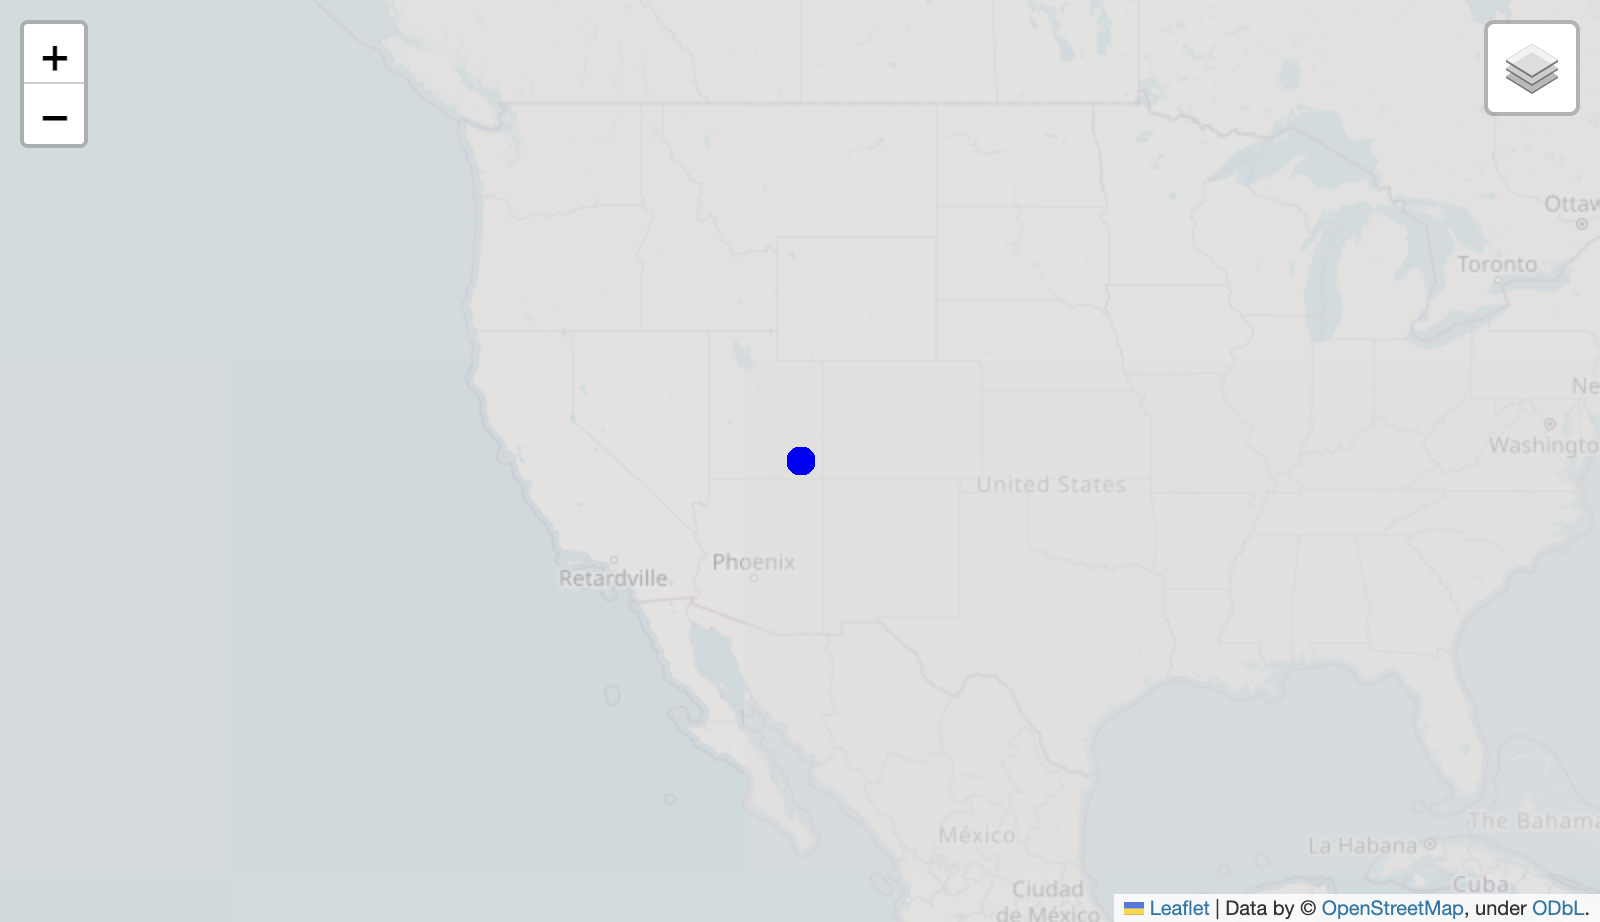 +
−
Ottaw
Toronto
Ne
Washingto
United States
Phoenix
Retardville
México
The Bahama
La Habana
Cuba
Ciudad
de México
Leaflet | Data by © OpenStreetMap, under ODbL.